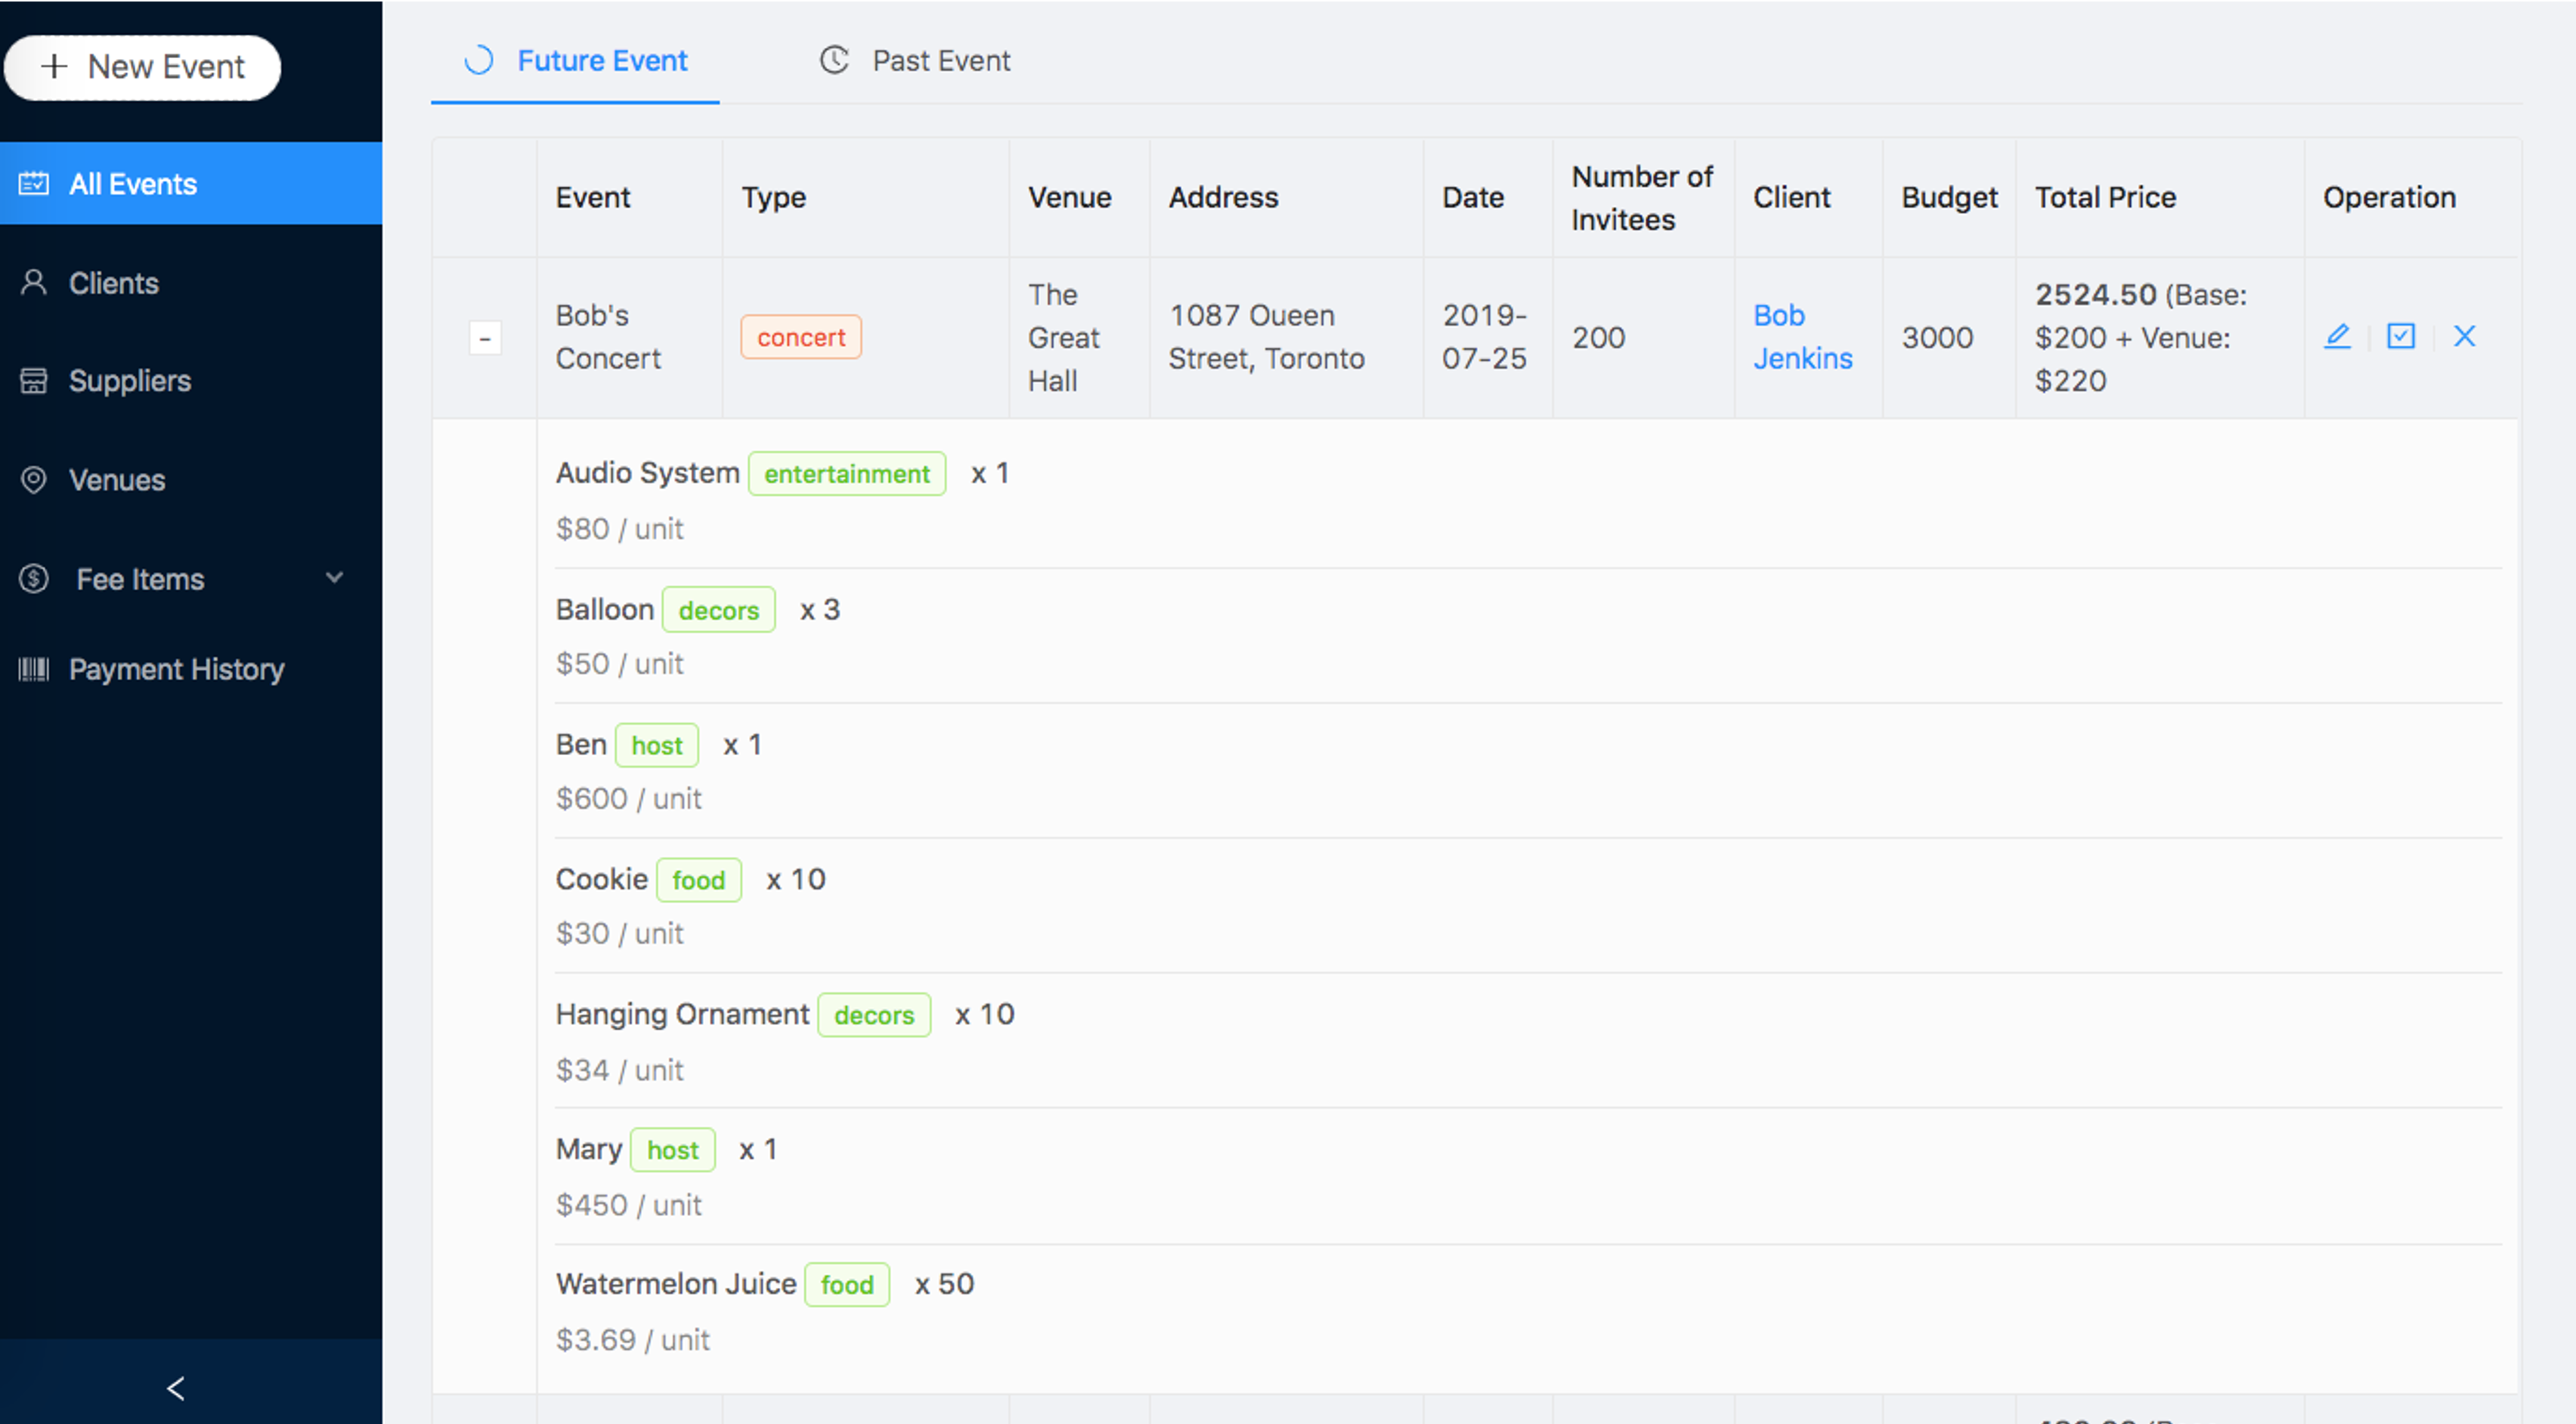 + New Event
All Events
Clients
Suppliers
Venues
Fee Items
Payment History
<
Future Event
Past Event
Event
Type
Venue
Address
Date
Number of
Invitees
Client
Budget
Total Price
Operation
-
Bob's
Concert
concert
The
Great
Hall
1087 Oueen
Street, Toronto
2019-
07-25
200
Bob
Jenkins
3000
2524.50 (Base:
$200 + Venue:
$220
Audio System entertainment x 1
$80 / unit
Balloon decors x 3
$50 / unit
Ben host x 1
$600 / unit
Cookie food x 10
$30 / unit
Hanging Ornament decors x 10
$34 / unit
Mary host x 1
$450 / unit
Watermelon Juice food x 50
$3.69 / unit